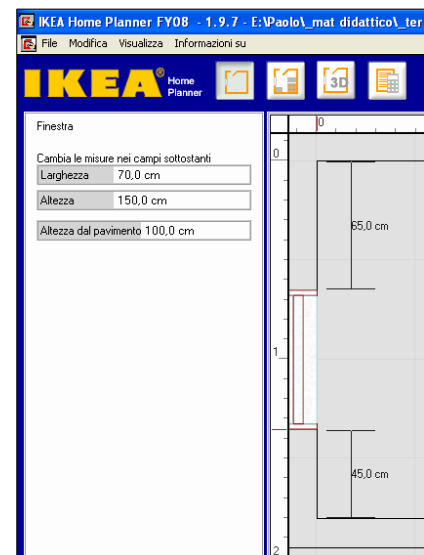 IKEA Home Planner FY08 - 1.9.7 - E:\Paolo\_mat didattico\_ter
File Modifica Visualizza Informazioni su
IKEA® Home Planner
3D
Finestra
Cambia le misure nei campi sottostanti
Larghezza 70,0 cm
Altezza 150,0 cm
Altezza dal pavimento 100,0 cm
0
0
65,0 cm
1
45,0 cm
2